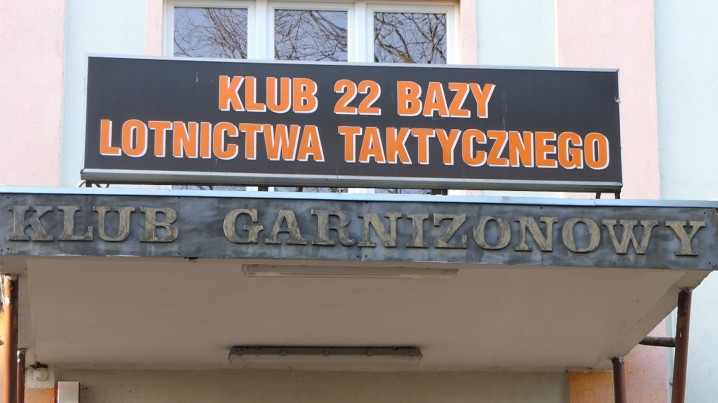 KLUB 22 BAZY
LOTNICTWA TAKTYCZNEGO
KLUB GARNIZONOWY